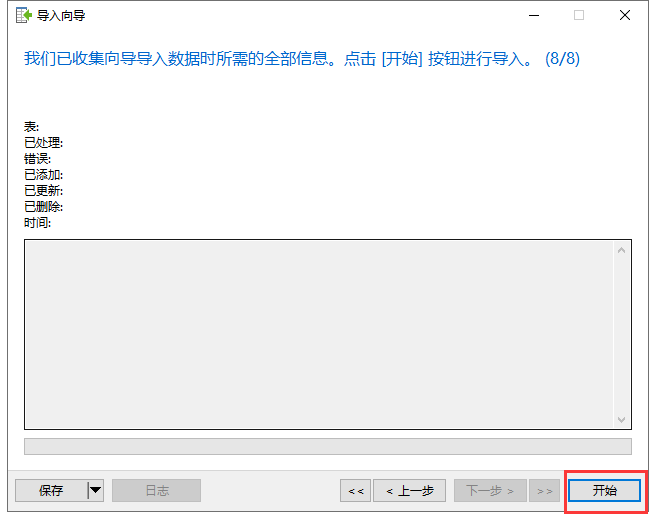 导入向导
我们已收集向导导入数据时所需的全部信息。点击 [开始] 按钮进行导入。 (8/8)
表:
已处理:
错误:
已添加:
已更新:
已删除:
时间:
保存 日志 << < 上一步 下一步 > >> 开始